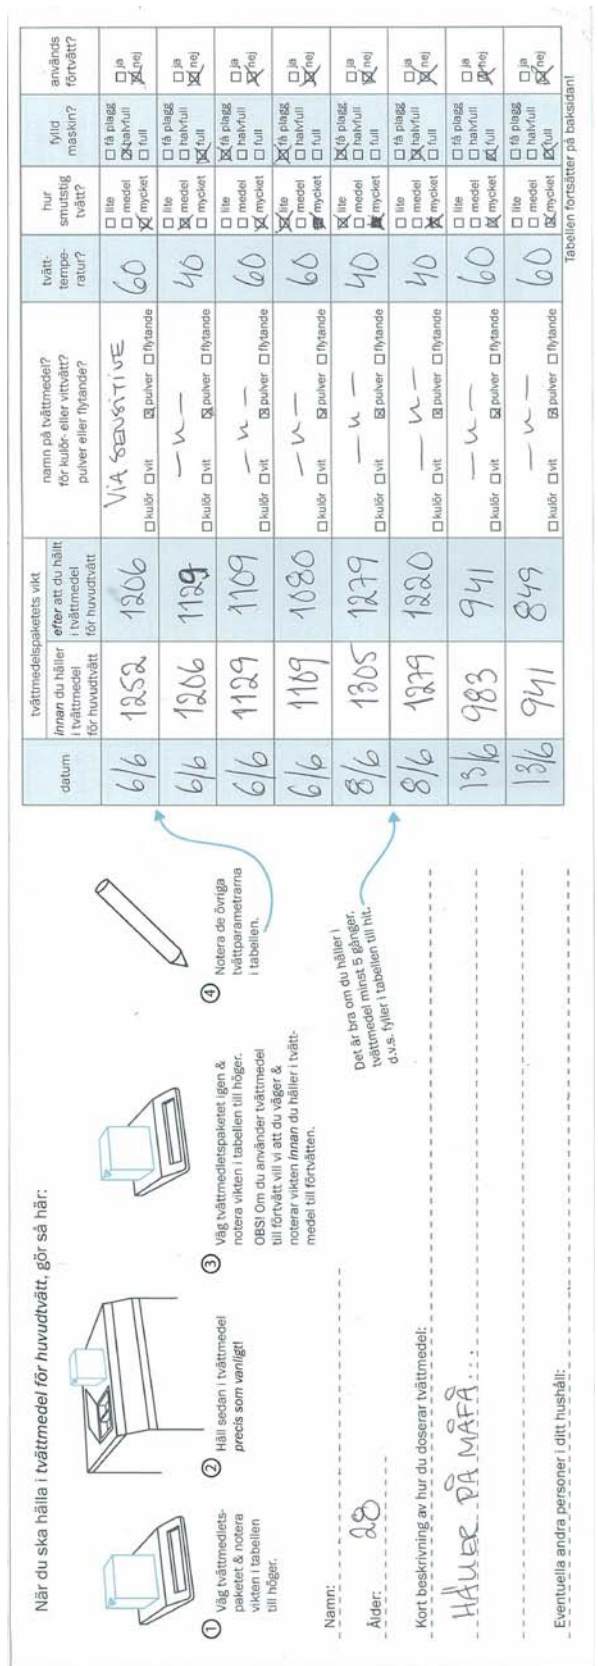 När du ska hälla i tvättmedel för huvudtvätt, gör så här:
① Väg tvättmedlets-
paketet & notera
vikten i tabellen
till höger.
② Häll sedan i tvättmedel
precis som vanligt!
③ Väg tvättmedletspaketet igen &
notera vikten i tabellen till höger.
OBS! Om du använder tvättmedel
till förtvätt vill vi att du väger &
noterar vikten innan du häller i tvätt-
medel till förtvätten.
④ Notera de övriga
tvättparametrarna
i tabellen.
Det är bra om du häller i
tvättmedel minst 5 gånger,
d.v.s. fyller i tabellen till hit.
Namn:
Ålder: 28
Kort beskrivning av hur du doserar tvättmedel:
HÄLLER PÅ MÅFÅ...
Eventuella andra personer i ditt hushåll:
datum
tvättmedelspaketets vikt
innan du häller
i tvättmedel
för huvudtvätt
efter att du hällt
i tvättmedel
för huvudtvätt
namn på tvättmedel?
för kulör- eller vittvätt?
pulver eller flytande?
tvätt-
tempe-
ratur?
hur
smutstig
tvätt?
fylld
maskin?
används
förtvätt?
6/6 1252 1206 VIA SENSITIVE 60 lite få plagg ja
medel halvfull nej
kulör vit pulver flytande mycket full
6/6 1206 1129 —u— 40 lite få plagg ja
medel halvfull nej
kulör vit pulver flytande mycket full
6/6 1129 1109 —u— 60 lite få plagg ja
medel halvfull nej
kulör vit pulver flytande mycket full
6/6 1109 1080 —u— 60 lite få plagg ja
medel halvfull nej
kulör vit pulver flytande mycket full
8/6 1305 1279 —u— 40 lite få plagg ja
medel halvfull nej
kulör vit pulver flytande mycket full
8/6 1279 1220 —u— 40 lite få plagg ja
medel halvfull nej
kulör vit pulver flytande mycket full
13/6 983 941 —u— 60 lite få plagg ja
medel halvfull nej
kulör vit pulver flytande mycket full
13/6 941 849 —u— 60 lite få plagg ja
medel halvfull nej
kulör vit pulver flytande mycket full
Tabellen fortsätter på baksidan!